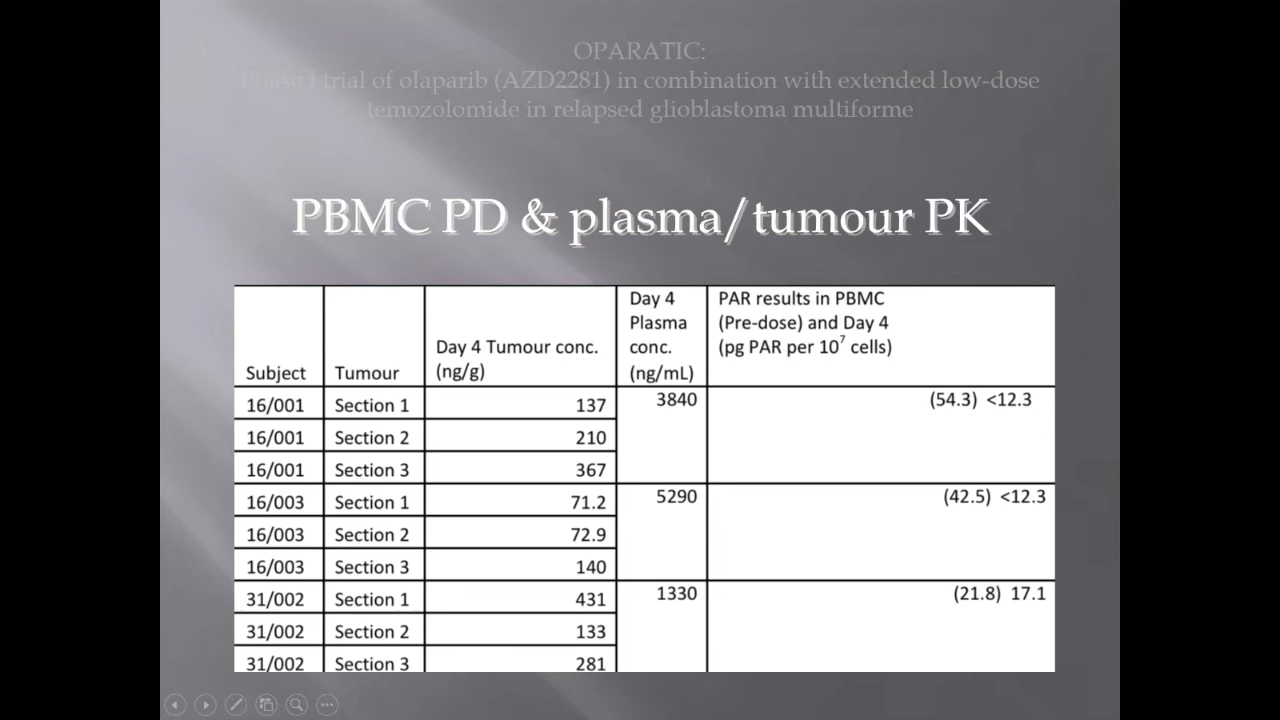 OPARATIC:
Phase I trial of olaparib (AZD2281) in combination with extended low-dose
temozolomide in relapsed glioblastoma multiforme
PBMC PD & plasma/tumour PK
Subject Tumour Day 4 Tumour conc. (ng/g) Day 4 Plasma conc. (ng/mL) PAR results in PBMC (Pre-dose) and Day 4 (pg PAR per 10⁷ cells)
16/001 Section 1 137 3840 (54.3) <12.3
16/001 Section 2 210
16/001 Section 3 367
16/003 Section 1 71.2 5290 (42.5) <12.3
16/003 Section 2 72.9
16/003 Section 3 140
31/002 Section 1 431 1330 (21.8) 17.1
31/002 Section 2 133
31/002 Section 3 281